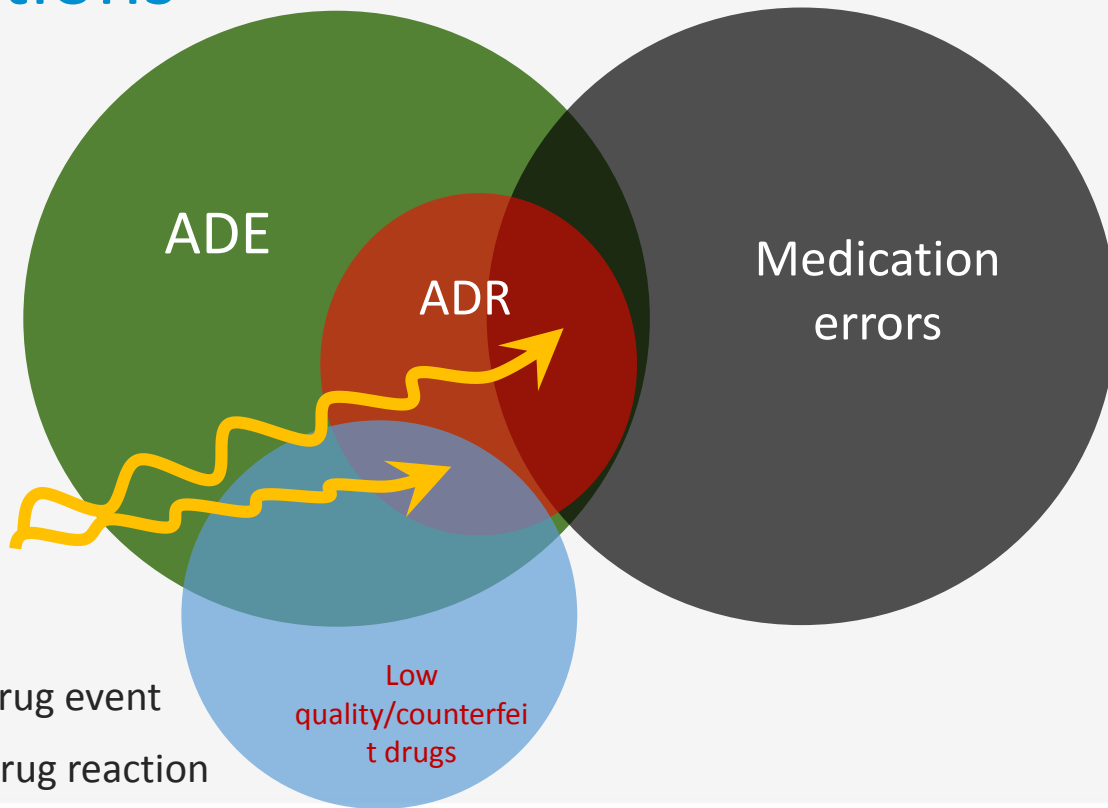 ADE
ADR
Medication
errors
Low
quality/counterfei
t drugs
rug event
rug reaction